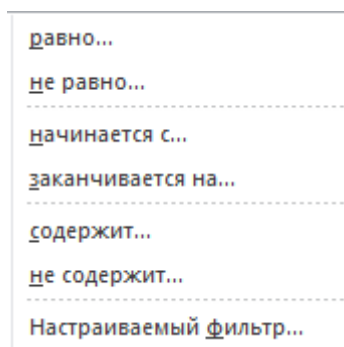 равно...
не равно...
начинается с...
заканчивается на...
содержит...
не содержит...
Настраиваемый фильтр...